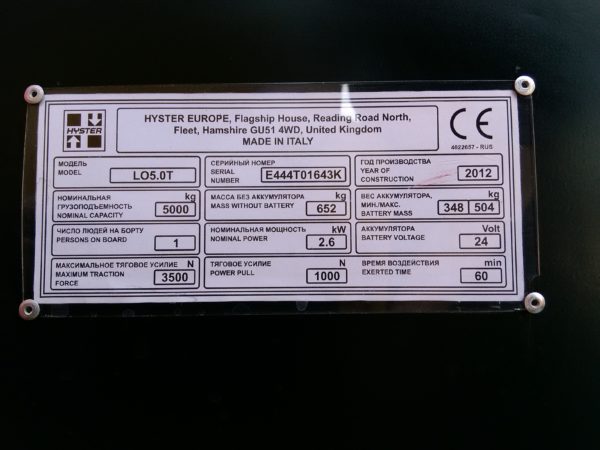 HYSTER
HYSTER EUROPE, Flagship House, Reading Road North,
Fleet, Hamshire GU51 4WD, United Kingdom
MADE IN ITALY
CE
4022657 - RUS
МОДЕЛЬ
MODEL
LO5.0T
СЕРИЙНЫЙ НОМЕР
SERIAL
NUMBER
E444T01643K
ГОД ПРОИЗВОДСТВА
YEAR OF
CONSTRUCTION
2012
НОМИНАЛЬНАЯ
ГРУЗОПОДЪЕМНОСТЬ
NOMINAL CAPACITY
kg
5000
МАССА БЕЗ АККУМУЛЯТОРА
MASS WITHOUT BATTERY
kg
652
ВЕС АККУМУЛЯТОРА,
МИН./МАКС.
BATTERY MASS
kg
348 504
ЧИСЛО ЛЮДЕЙ НА БОРТУ
PERSONS ON BOARD
1
НОМИНАЛЬНАЯ МОЩНОСТЬ
NOMINAL POWER
kW
2.6
АККУМУЛЯТОРА
BATTERY VOLTAGE
Volt
24
МАКСИМАЛЬНОЕ ТЯГОВОЕ УСИЛИЕ
MAXIMUM TRACTION
FORCE
N
3500
ТЯГОВОЕ УСИЛИЕ
POWER PULL
N
1000
ВРЕМЯ ВОЗДЕЙСТВИЯ
EXERTED TIME
min
60